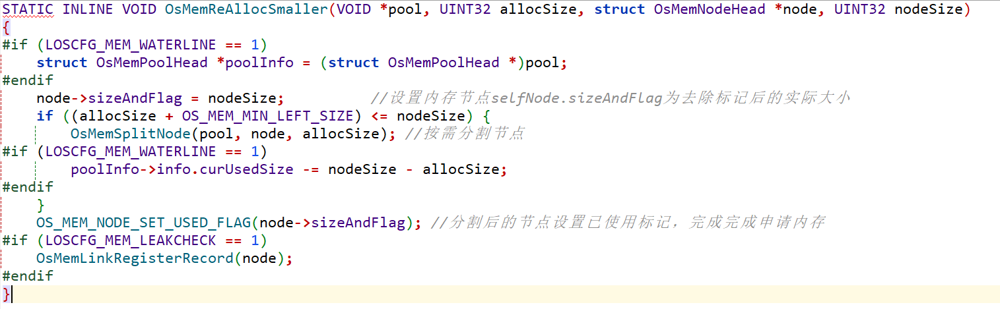 STATIC INLINE VOID OsMemReAllocSmaller(VOID *pool, UINT32 allocSize, struct OsMemNodeHead *node, UINT32 nodeSize)
{
#if (LOSCFG_MEM_WATERLINE == 1)
    struct OsMemPoolHead *poolInfo = (struct OsMemPoolHead *)pool;
#endif
    node->sizeAndFlag = nodeSize;          //设置内存节点selfNode.sizeAndFlag为去除标记后的实际大小
    if ((allocSize + OS_MEM_MIN_LEFT_SIZE) <= nodeSize) {
        OsMemSplitNode(pool, node, allocSize); //按需分割节点
#if (LOSCFG_MEM_WATERLINE == 1)
        poolInfo->info.curUsedSize -= nodeSize - allocSize;
#endif
    }
    OS_MEM_NODE_SET_USED_FLAG(node->sizeAndFlag); //分割后的节点设置已使用标记，完成完成申请内存
#if (LOSCFG_MEM_LEAKCHECK == 1)
    OsMemLinkRegisterRecord(node);
#endif
}